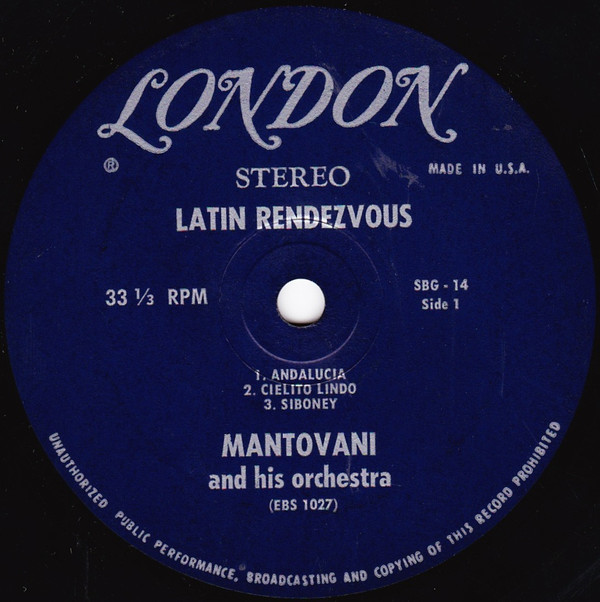 LONDON
®
STEREO
MADE IN U.S.A.
LATIN RENDEZVOUS
33 ⅓ RPM
SBG - 14
Side 1
1. ANDALUCIA
2. CIELITO LINDO
3. SIBONEY
MANTOVANI
and his orchestra
(EBS 1027)
UNAUTHORIZED PUBLIC PERFORMANCE, BROADCASTING AND COPYING OF THIS RECORD PROHIBITED